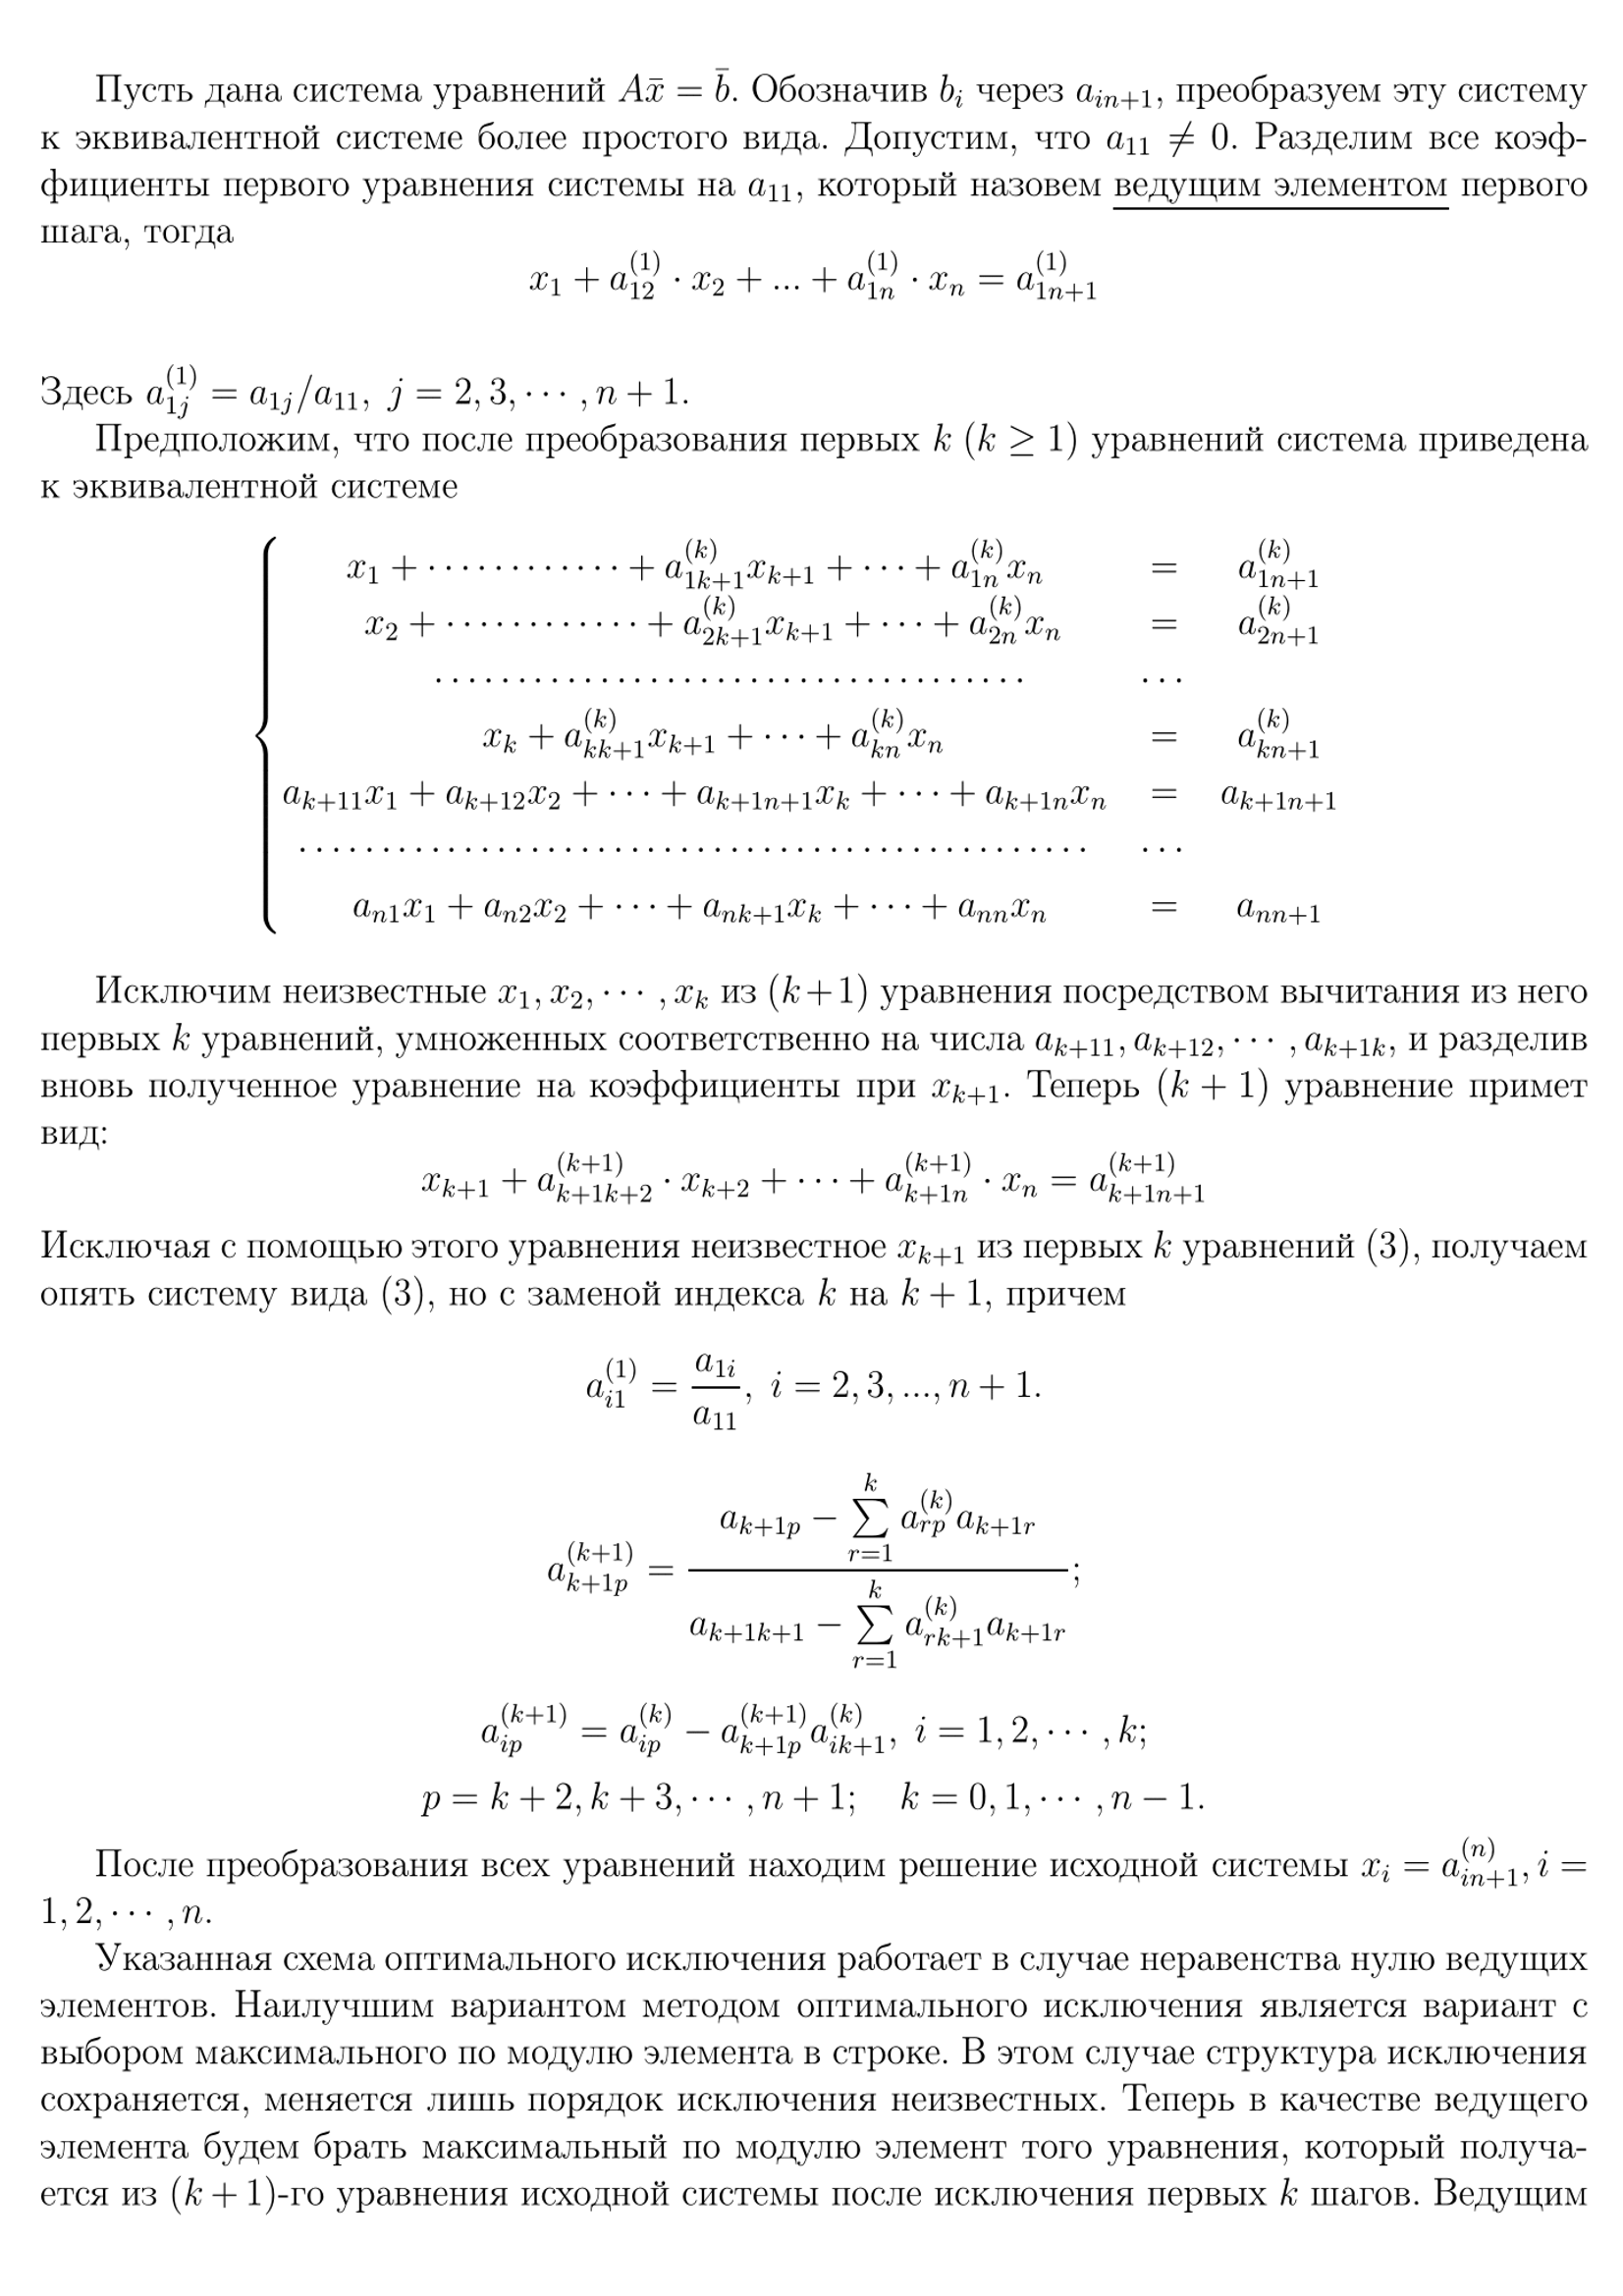 Пусть дана система уравнений $A\bar{x} = \bar{b}$. Обозначив $b_i$ через $a_{in+1}$, преобразуем эту систему
к эквивалентной системе более простого вида. Допустим, что $a_{11} \neq 0$. Разделим все коэф-
фициенты первого уравнения системы на $a_{11}$, который назовем ведущим элементом первого
шага, тогда
$x_1 + a_{12}^{(1)} \cdot x_2 + ... + a_{1n}^{(1)} \cdot x_n = a_{1n+1}^{(1)}$
Здесь $a_{1j}^{(1)} = a_{1j}/a_{11},\ j = 2, 3, \cdots, n + 1.$
Предположим, что после преобразования первых $k$ $(k \geq 1)$ уравнений система приведена
к эквивалентной системе
$x_1 + \cdots\cdots\cdots\cdots + a_{1k+1}^{(k)}x_{k+1} + \cdots + a_{1n}^{(k)}x_n = a_{1n+1}^{(k)}$
$x_2 + \cdots\cdots\cdots\cdots + a_{2k+1}^{(k)}x_{k+1} + \cdots + a_{2n}^{(k)}x_n = a_{2n+1}^{(k)}$
$\cdots\cdots\cdots\cdots\cdots\cdots\cdots\cdots\cdots\cdots\cdots\cdots \quad \cdots$
$x_k + a_{kk+1}^{(k)}x_{k+1} + \cdots + a_{kn}^{(k)}x_n = a_{kn+1}^{(k)}$
$a_{k+11}x_1 + a_{k+12}x_2 + \cdots + a_{k+1n+1}x_k + \cdots + a_{k+1n}x_n = a_{k+1n+1}$
$\cdots\cdots\cdots\cdots\cdots\cdots\cdots\cdots\cdots\cdots\cdots\cdots\cdots\cdots\cdots\cdots \quad \cdots$
$a_{n1}x_1 + a_{n2}x_2 + \cdots + a_{nk+1}x_k + \cdots + a_{nn}x_n = a_{nn+1}$
Исключим неизвестные $x_1, x_2, \cdots, x_k$ из $(k+1)$ уравнения посредством вычитания из него
первых $k$ уравнений, умноженных соответственно на числа $a_{k+11}, a_{k+12}, \cdots, a_{k+1k}$, и разделив
вновь полученное уравнение на коэффициенты при $x_{k+1}$. Теперь $(k + 1)$ уравнение примет
вид:
$x_{k+1} + a_{k+1k+2}^{(k+1)} \cdot x_{k+2} + \cdots + a_{k+1n}^{(k+1)} \cdot x_n = a_{k+1n+1}^{(k+1)}$
Исключая с помощью этого уравнения неизвестное $x_{k+1}$ из первых $k$ уравнений (3), получаем
опять систему вида (3), но с заменой индекса $k$ на $k + 1$, причем
$a_{i1}^{(1)} = \frac{a_{1i}}{a_{11}},\ i = 2, 3, ..., n + 1.$
$a_{k+1p}^{(k+1)} = \frac{a_{k+1p} - \sum\limits_{r=1}^{k} a_{rp}^{(k)}a_{k+1r}}{a_{k+1k+1} - \sum\limits_{r=1}^{k} a_{rk+1}^{(k)}a_{k+1r}};$
$a_{ip}^{(k+1)} = a_{ip}^{(k)} - a_{k+1p}^{(k+1)}a_{ik+1}^{(k)},\ i = 1, 2, \cdots, k;$
$p = k + 2, k + 3, \cdots, n + 1; \quad k = 0, 1, \cdots, n - 1.$
После преобразования всех уравнений находим решение исходной системы $x_i = a_{in+1}^{(n)}, i =$
$1, 2, \cdots, n.$
Указанная схема оптимального исключения работает в случае неравенства нулю ведущих
элементов. Наилучшим вариантом методом оптимального исключения является вариант с
выбором максимального по модулю элемента в строке. В этом случае структура исключения
сохраняется, меняется лишь порядок исключения неизвестных. Теперь в качестве ведущего
элемента будем брать максимальный по модулю элемент того уравнения, который получа-
ется из $(k + 1)$-го уравнения исходной системы после исключения первых $k$ шагов. Ведущим